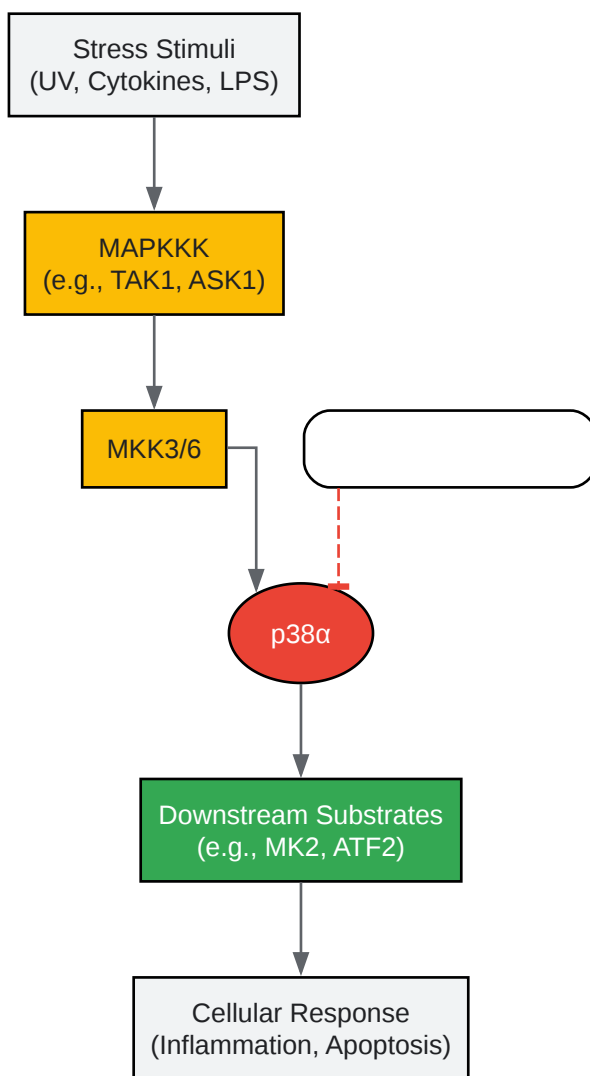 Stress Stimuli
(UV, Cytokines, LPS)
MAPKKK
(e.g., TAK1, ASK1)
MKK3/6
p38α
Downstream Substrates
(e.g., MK2, ATF2)
Cellular Response
(Inflammation, Apoptosis)